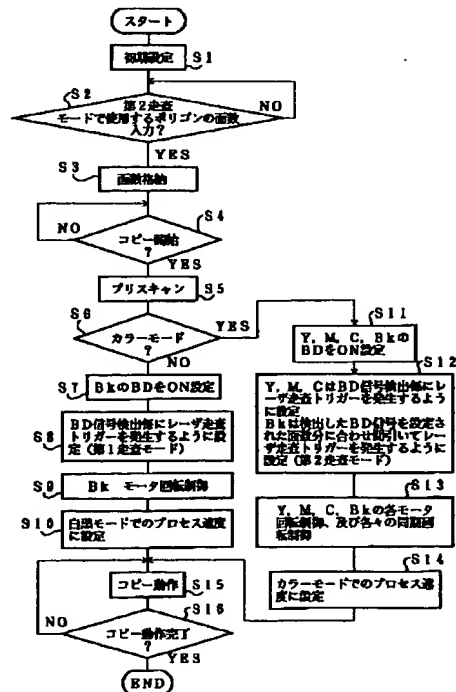 スタート
初期設定
S1
S2
第2走査
モードで使用するポリゴンの面数
入力?
NO
YES
S3
面数格納
S4
NO
コピー開始
?
YES
プリスキャン
S5
S6
カラーモード
?
YES
NO
S7
BkのBDをON設定
S8
BD信号検出毎にレーザ走査
トリガーを発生するように設
定(第1走査モード)
S9
Bk モータ回転制御
S10
白黒モードでのプロセス速度
に設定
S11
Y, M, C, Bkの
BDをON設定
S12
Y, M, CはBD信号検出毎にレ
ーザ走査トリガーを発生するよう
に設定
Bkは検出したBD信号を設定さ
れた面数分に合わせ間引いてレー
ザ走査トリガーを発生するように
設定(第2走査モード)
S13
Y, M, C, Bkの各モータ
回転制御、及び各々の同期回
転制御
S14
カラーモードでのプロセス速
度に設定
コピー動作
S15
S16
NO
コピー動作完了
?
YES
END